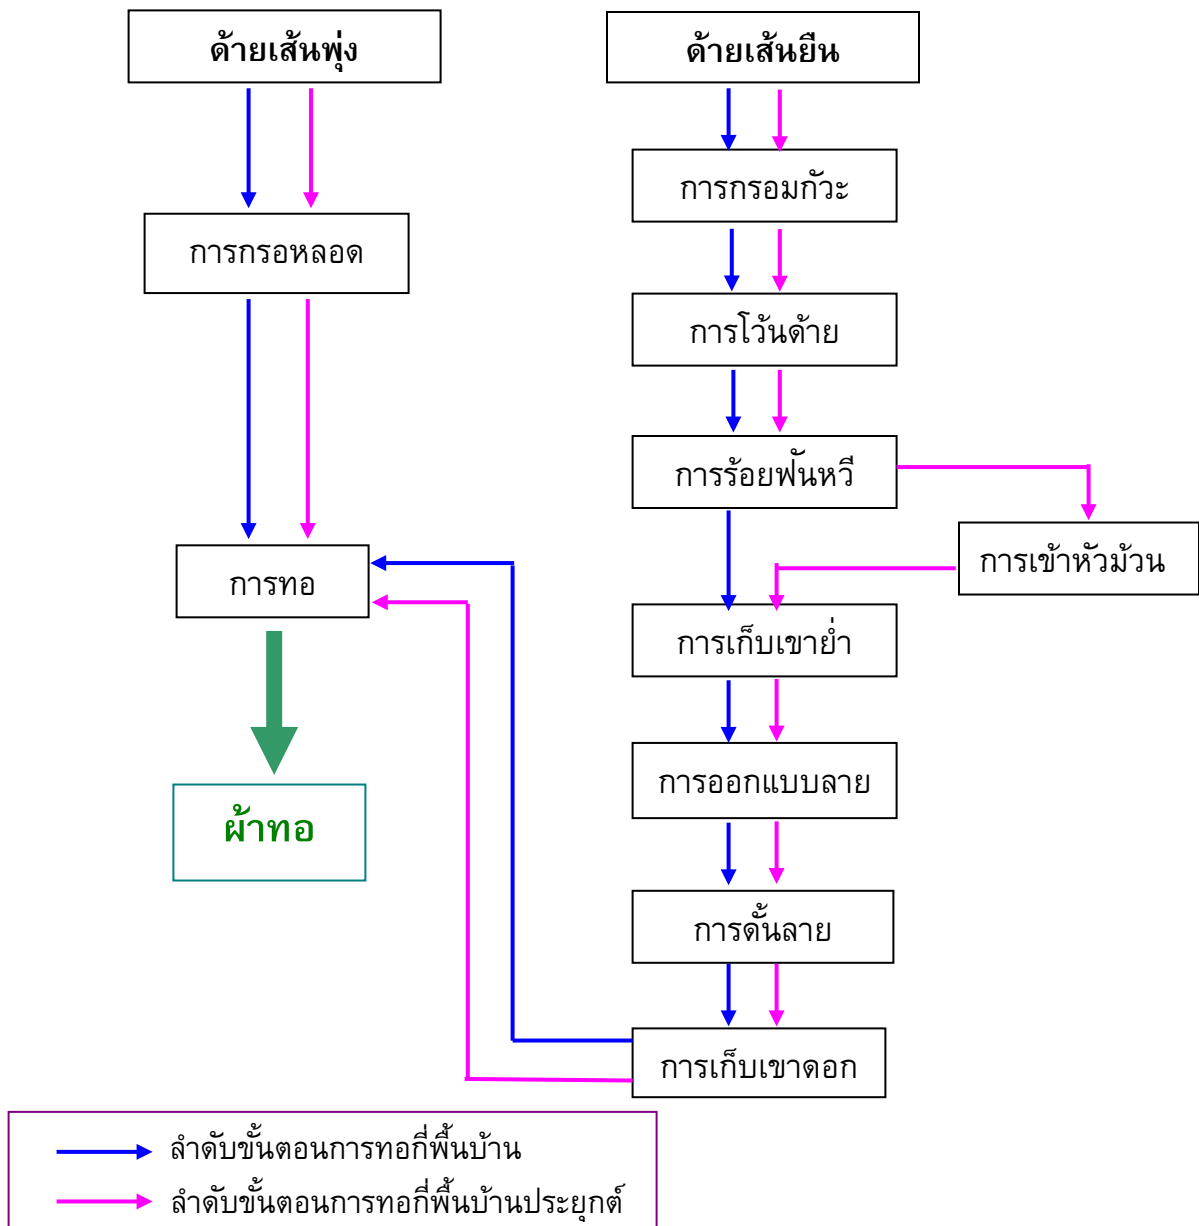 ด้ายเส้นพุ่ง
ด้ายเส้นยืน
การกรอมกัวะ
การกรอหลอด
การโว้นด้าย
การร้อยฟันหวี
การเข้าหัวม้วน
การทอ
การเก็บเขาย่ำ
การออกแบบลาย
ผ้าทอ
การดั้นลาย
การเก็บเขาดอก
ลำดับขั้นตอนการทอกี่พื้นบ้าน
ลำดับขั้นตอนการทอกี่พื้นบ้านประยุกต์